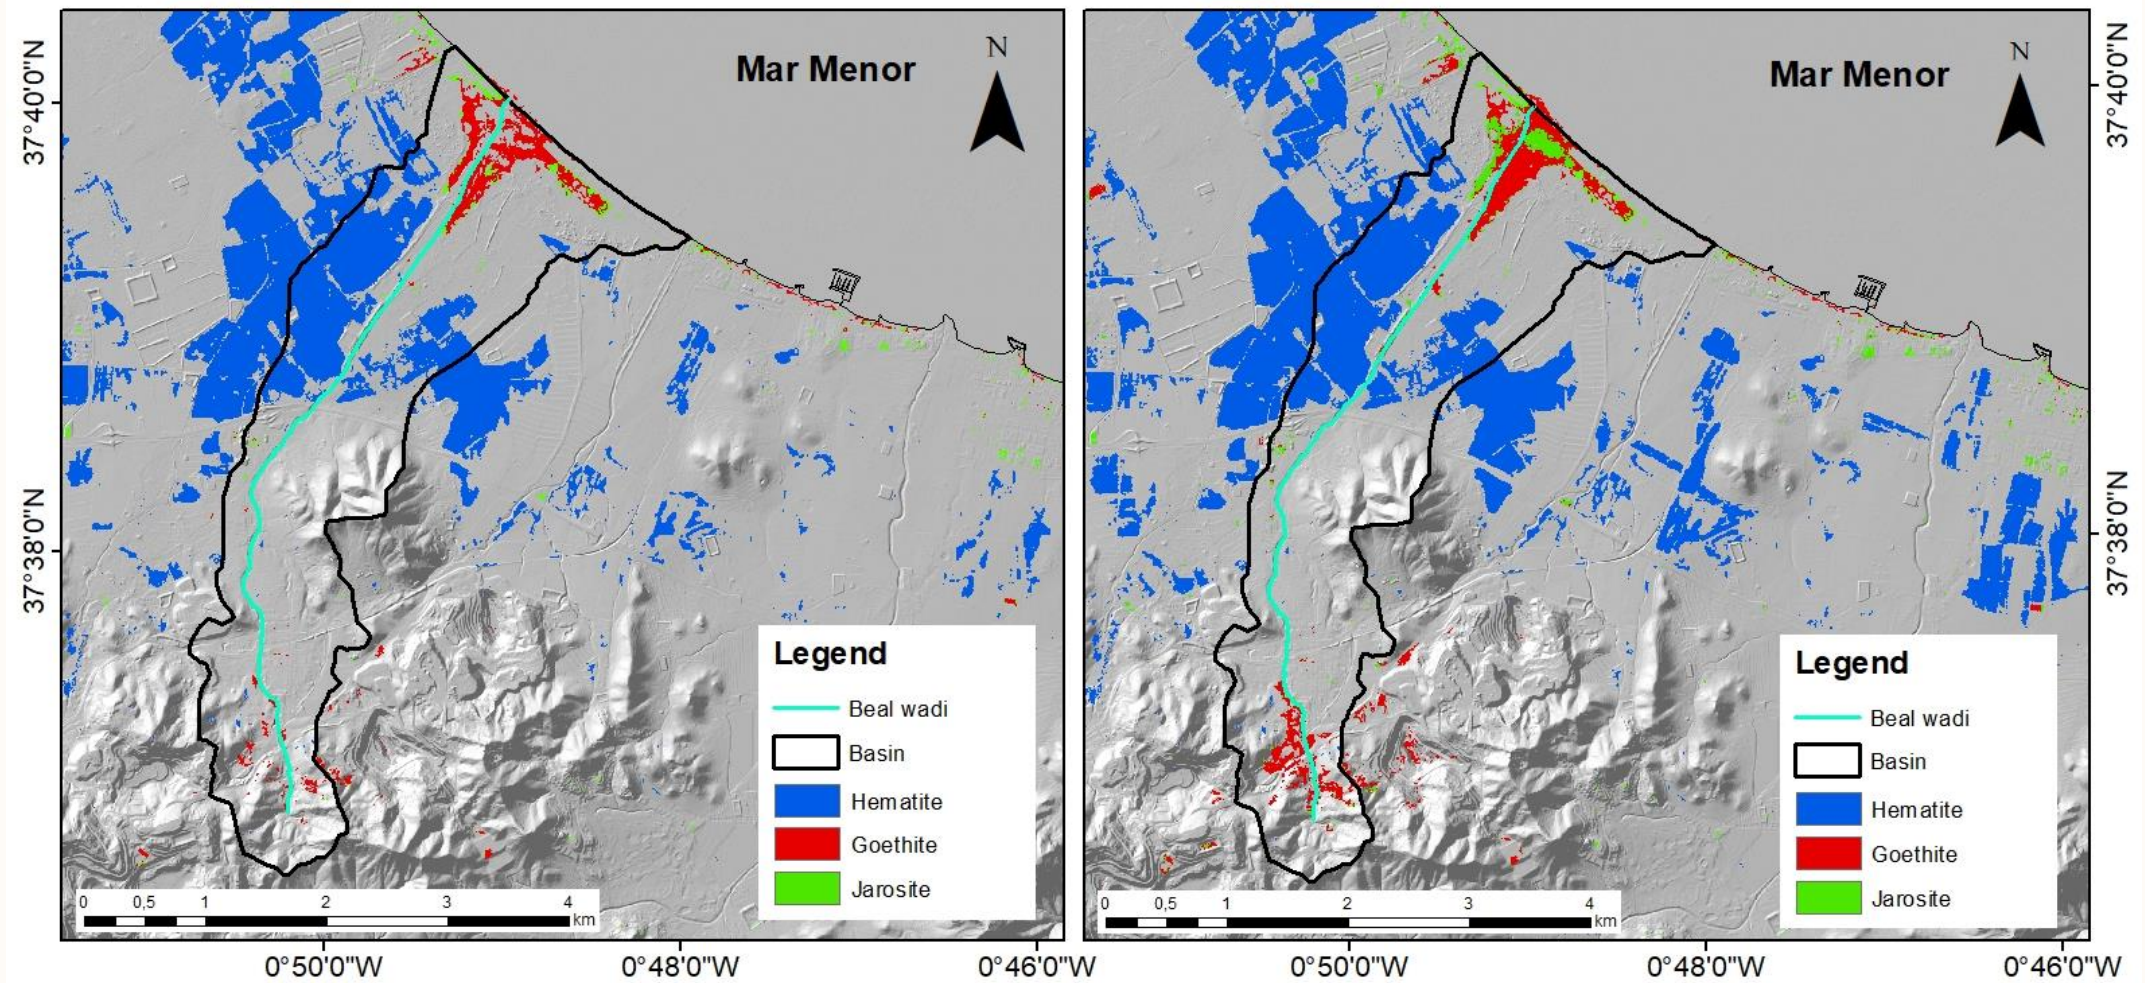 Mar Menor
N
37°40'0"N
37°38'0"N
Legend
Beal wadi
Basin
Hematite
Goethite
Jarosite
0 0,5 1 2 3 4
km
0°50'0"W 0°48'0"W 0°46'0"W
Mar Menor
N
37°40'0"N
37°38'0"N
Legend
Beal wadi
Basin
Hematite
Goethite
Jarosite
0 0,5 1 2 3 4
km
0°50'0"W 0°48'0"W 0°46'0"W